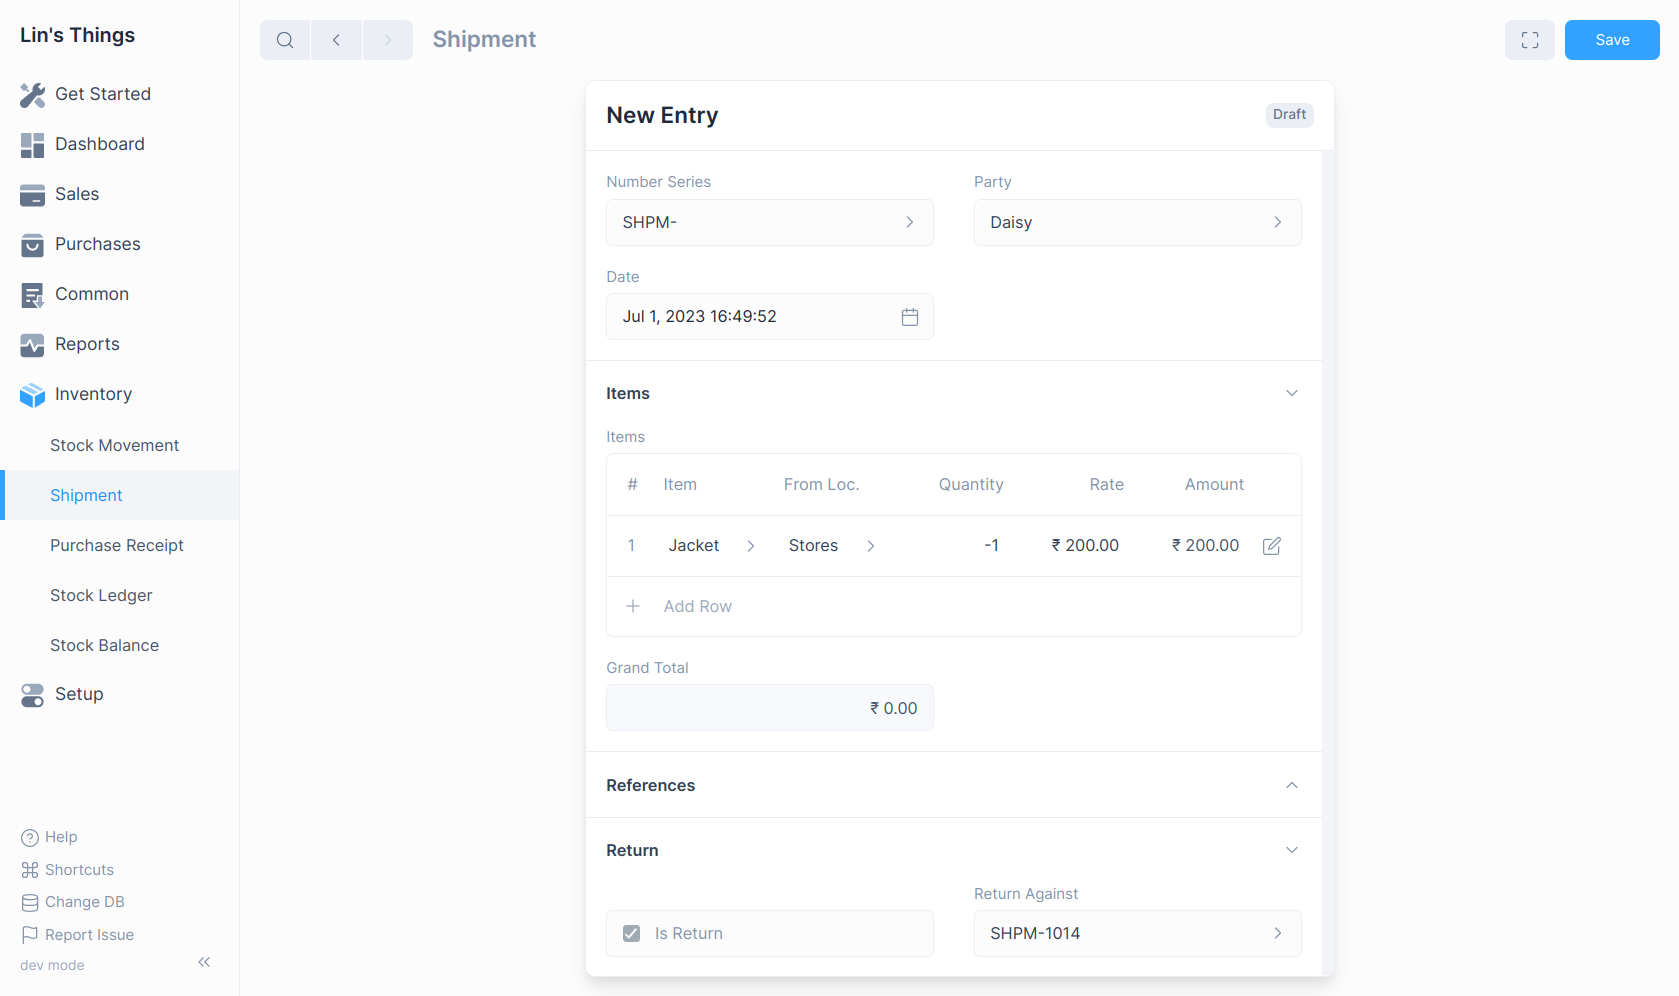 Lin's Things
Get Started
Dashboard
Sales
Purchases
Common
Reports
Inventory
Stock Movement
Shipment
Purchase Receipt
Stock Ledger
Stock Balance
Setup
Help
Shortcuts
Change DB
Report Issue
dev mode
Shipment
Save
New Entry
Draft
Number Series
Party
SHPM-
Daisy
Date
Jul 1, 2023 16:49:52
Items
Items
# Item From Loc. Quantity Rate Amount
1 Jacket Stores -1 ₹ 200.00 ₹ 200.00
Add Row
Grand Total
₹ 0.00
References
Return
Return Against
Is Return
SHPM-1014